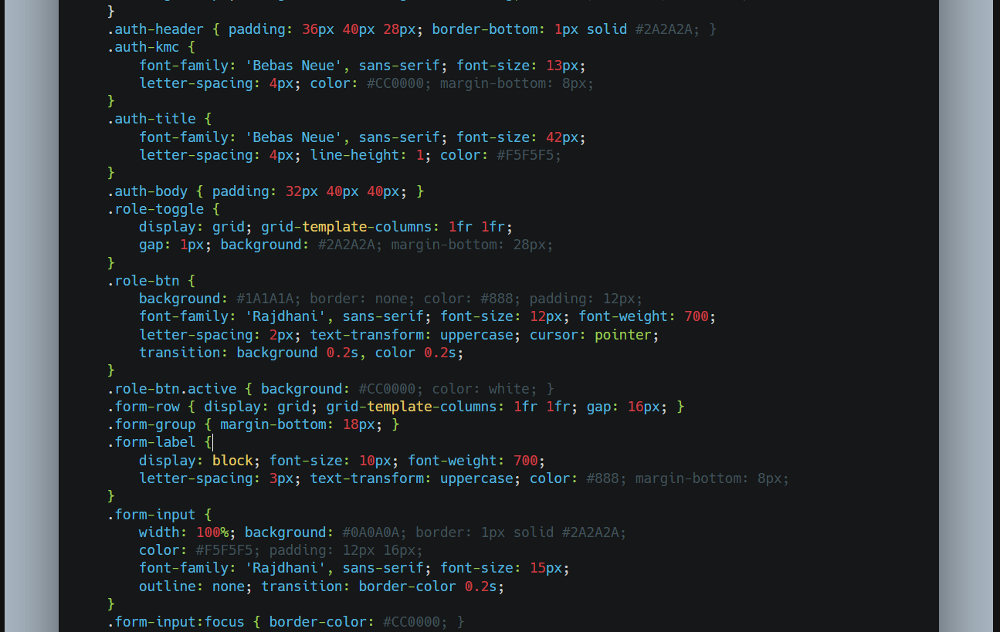 }
.auth-header { padding: 36px 40px 28px; border-bottom: 1px solid #2A2A2A; }
.auth-kmc {
font-family: 'Bebas Neue', sans-serif; font-size: 13px;
letter-spacing: 4px; color: #CC0000; margin-bottom: 8px;
}
.auth-title {
font-family: 'Bebas Neue', sans-serif; font-size: 42px;
letter-spacing: 4px; line-height: 1; color: #F5F5F5;
}
.auth-body { padding: 32px 40px 40px; }
.role-toggle {
display: grid; grid-template-columns: 1fr 1fr;
gap: 1px; background: #2A2A2A; margin-bottom: 28px;
}
.role-btn {
background: #1A1A1A; border: none; color: #888; padding: 12px;
font-family: 'Rajdhani', sans-serif; font-size: 12px; font-weight: 700;
letter-spacing: 2px; text-transform: uppercase; cursor: pointer;
transition: background 0.2s, color 0.2s;
}
.role-btn.active { background: #CC0000; color: white; }
.form-row { display: grid; grid-template-columns: 1fr 1fr; gap: 16px; }
.form-group { margin-bottom: 18px; }
.form-label {
display: block; font-size: 10px; font-weight: 700;
letter-spacing: 3px; text-transform: uppercase; color: #888; margin-bottom: 8px;
}
.form-input {
width: 100%; background: #0A0A0A; border: 1px solid #2A2A2A;
color: #F5F5F5; padding: 12px 16px;
font-family: 'Rajdhani', sans-serif; font-size: 15px;
outline: none; transition: border-color 0.2s;
}
.form-input:focus { border-color: #CC0000; }